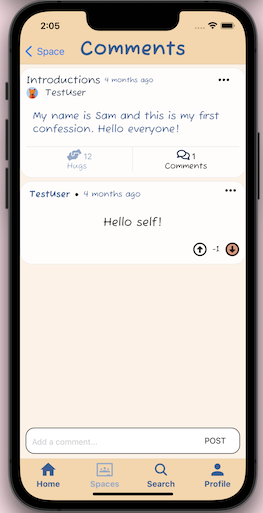 2:05
Space
Comments
Introductions 4 months ago
TestUser
My name is Sam and this is my first
confession. Hello everyone!
12
Hugs
1
Comments
TestUser • 4 months ago
Hello self!
-1
Add a comment...
POST
Home
Spaces
Search
Profile